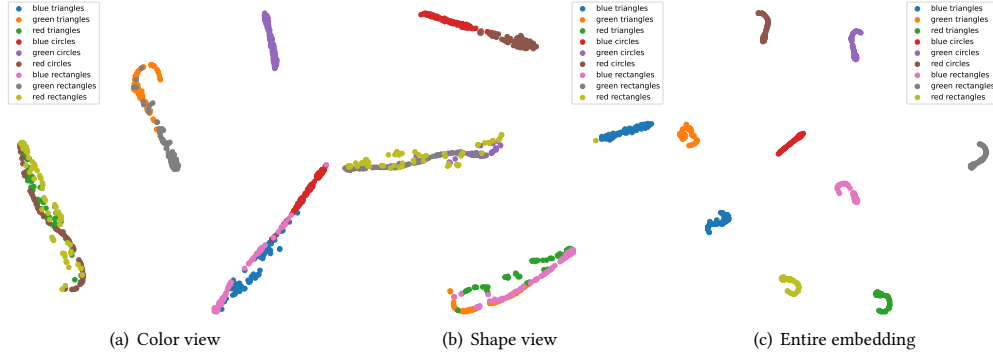 blue triangles
green triangles
red triangles
blue circles
green circles
red circles
blue rectangles
green rectangles
red rectangles
(a) Color view
blue triangles
green triangles
red triangles
blue circles
green circles
red circles
blue rectangles
green rectangles
red rectangles
(b) Shape view
blue triangles
green triangles
red triangles
blue circles
green circles
red circles
blue rectangles
green rectangles
red rectangles
(c) Entire embedding